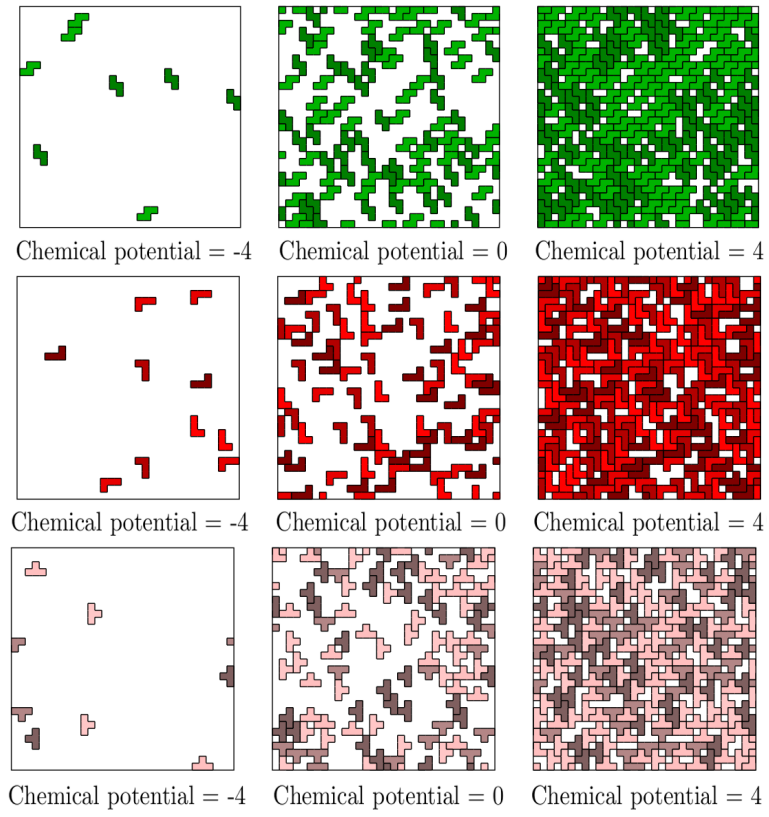 Chemical potential = -4
Chemical potential = 0
Chemical potential = 4
Chemical potential = -4
Chemical potential = 0
Chemical potential = 4
Chemical potential = -4
Chemical potential = 0
Chemical potential = 4